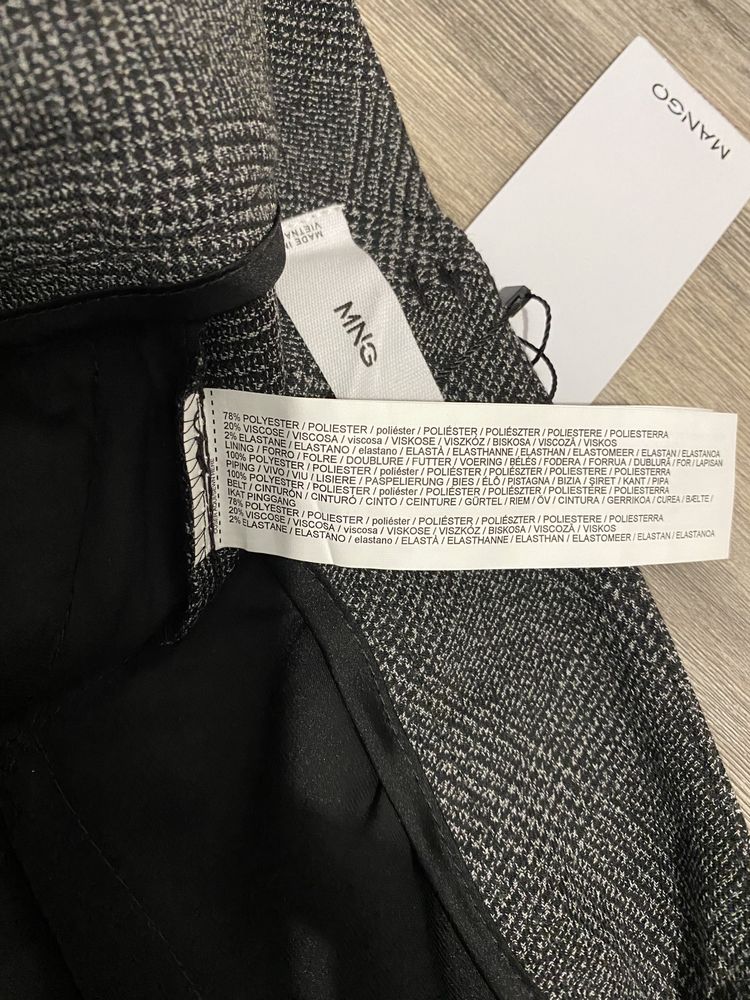 MANGO
MADE IN
VIETNA
MNG
78% POLYESTER / POLIESTER / poliéster / POLIÉSTER / POLIÉSZTER / POLIESTERE / POLIESTERRA
20% VISCOSE / VISCOSA / viscosa / VISKOSE / VISZKÓZ / BISKOSA / VISCOZĂ / VISKOS
2% ELASTANE / ELASTANO / elastano / ELASTÀ / ELASTHANNE / ELASTHAN / ELASTOMEER / ELASTAN / ELASTANOA
LINING / FORRO / FOLRE / DOUBLURE / FUTTER / VOERING / BÉLÉS / FODERA / FORRUA / DUBLURĂ / FOR / LAPISAN
100% POLYESTER / POLIESTER / poliéster / POLIÉSTER / POLIÉSZTER / POLIESTERE / POLIESTERRA
PIPING / VIVO / VIU / LISIERE / PASPELIERUNG / BIES / ÉLŐ / PISTAGNA / BIZIA / ŞIRET / KANT / PIPA
100% POLYESTER / POLIESTER / poliéster / POLIÉSTER / POLIÉSZTER / POLIESTERE / POLIESTERRA
BELT / CINTURÓN / CINTURÓ / CINTO / CEINTURE / GÜRTEL / RIEM / ÖV / CINTURA / GERRIKOA / CUREA / BÆLTE /
IKAT PINGGANG
78% POLYESTER / POLIESTER / poliéster / POLIÉSTER / POLIÉSZTER / POLIESTERE / POLIESTERRA
20% VISCOSE / VISCOSA / viscosa / VISKOSE / VISZKÓZ / BISKOSA / VISCOZĂ / VISKOS
2% ELASTANE / ELASTANO / elastano / ELASTÀ / ELASTHANNE / ELASTHAN / ELASTOMEER / ELASTAN / ELASTANOA